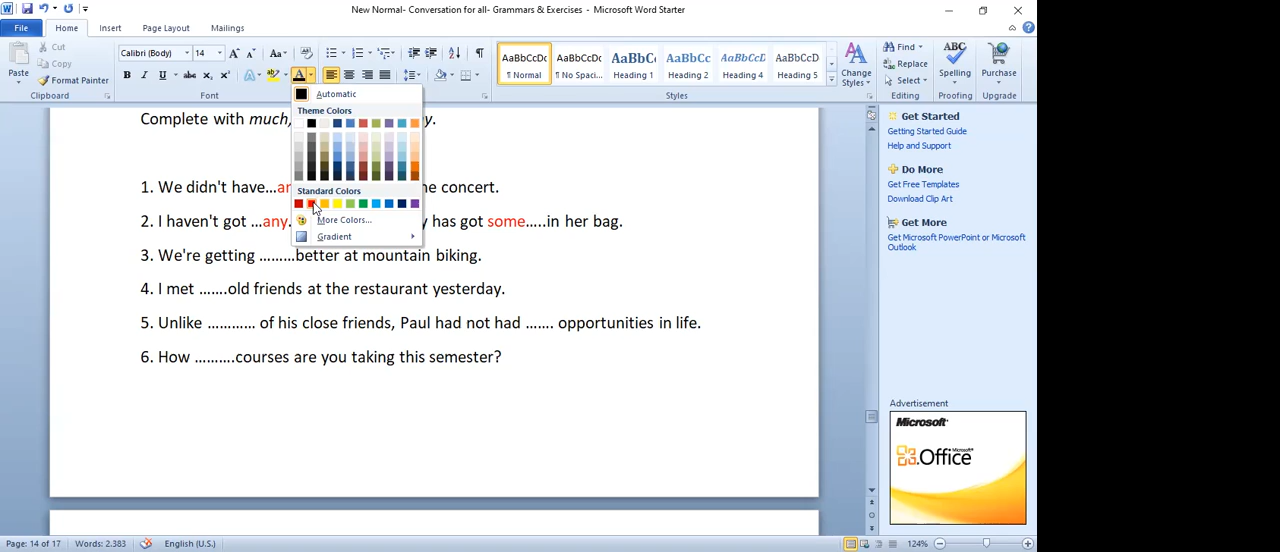 New Normal- Conversation for all- Grammars & Exercises - Microsoft Word Starter
File Home Insert Page Layout Mailings
Paste Cut Copy Format Painter Clipboard
Calibri (Body) 14 Font
AaBbCcDc ¶ Normal AaBbCcDc ¶ No Spaci... AaBbC Heading 1 AaBbCc Heading 2 AaBbCcD Heading 4 AaBbCcD Heading 5 Styles
Change Styles
Find Replace Select Editing
Spelling Proofing
Purchase Upgrade
Automatic
Theme Colors
Standard Colors
More Colors...
Gradient
Complete with much,
1. We didn't have...an e concert.
2. I haven't got ...any. y has got some.....in her bag.
3. We're getting .........better at mountain biking.
4. I met .......old friends at the restaurant yesterday.
5. Unlike ............ of his close friends, Paul had not had ....... opportunities in life.
6. How ..........courses are you taking this semester?
Get Started
Getting Started Guide
Help and Support
Do More
Get Free Templates
Download Clip Art
Get More
Get Microsoft PowerPoint or Microsoft
Outlook
Advertisement
Microsoft
Office
Page: 14 of 17 Words: 2.383 English (U.S.) 124%